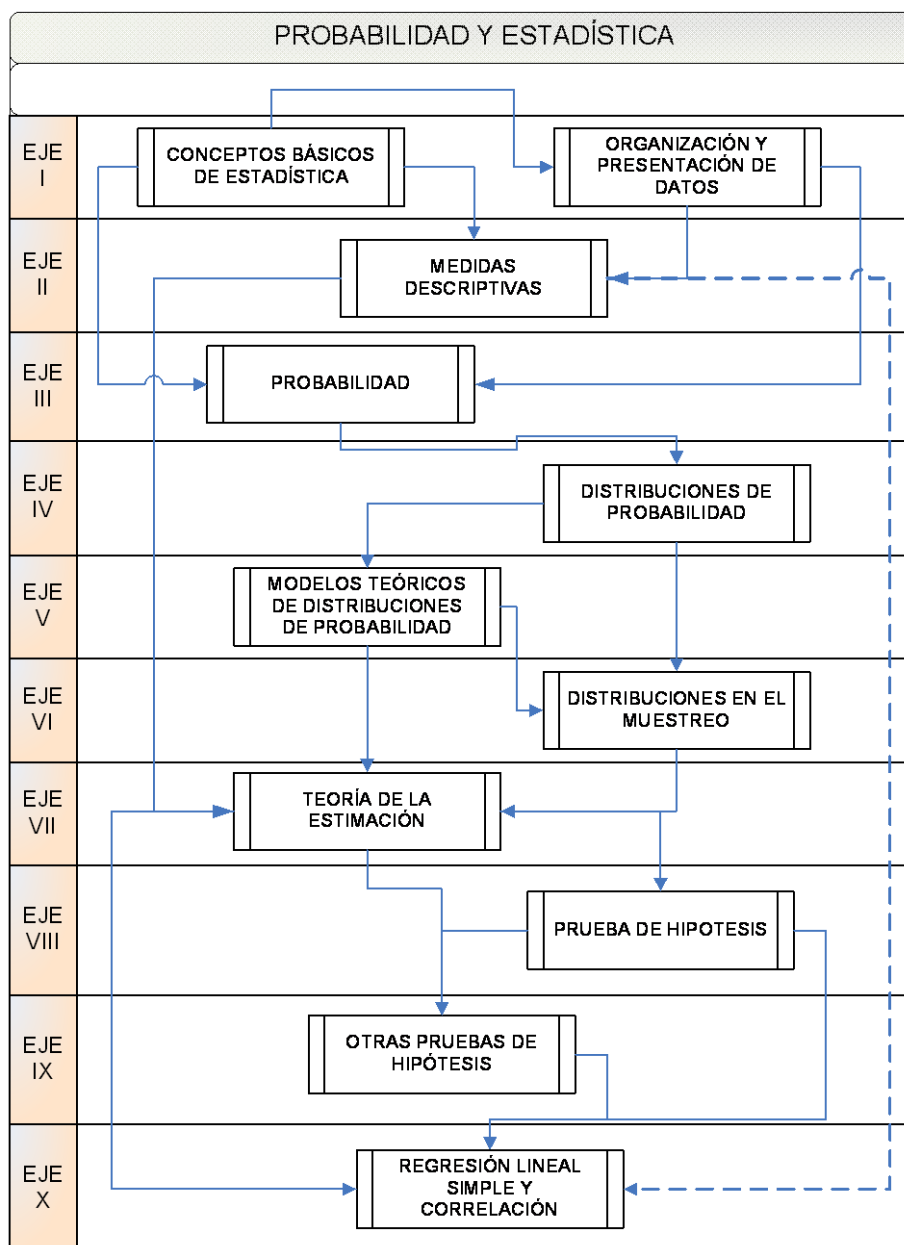 PROBABILIDAD Y ESTADÍSTICA
EJE
I
CONCEPTOS BÁSICOS
DE ESTADÍSTICA
ORGANIZACIÓN Y
PRESENTACIÓN DE
DATOS
EJE
II
MEDIDAS
DESCRIPTIVAS
EJE
III
PROBABILIDAD
EJE
IV
DISTRIBUCIONES DE
PROBABILIDAD
EJE
V
MODELOS TEÓRICOS
DE DISTRIBUCIONES
DE PROBABILIDAD
EJE
VI
DISTRIBUCIONES EN EL
MUESTREO
EJE
VII
TEORÍA DE LA
ESTIMACIÓN
EJE
VIII
PRUEBA DE HIPOTESIS
EJE
IX
OTRAS PRUEBAS DE
HIPÓTESIS
EJE
X
REGRESIÓN LINEAL
SIMPLE Y
CORRELACIÓN